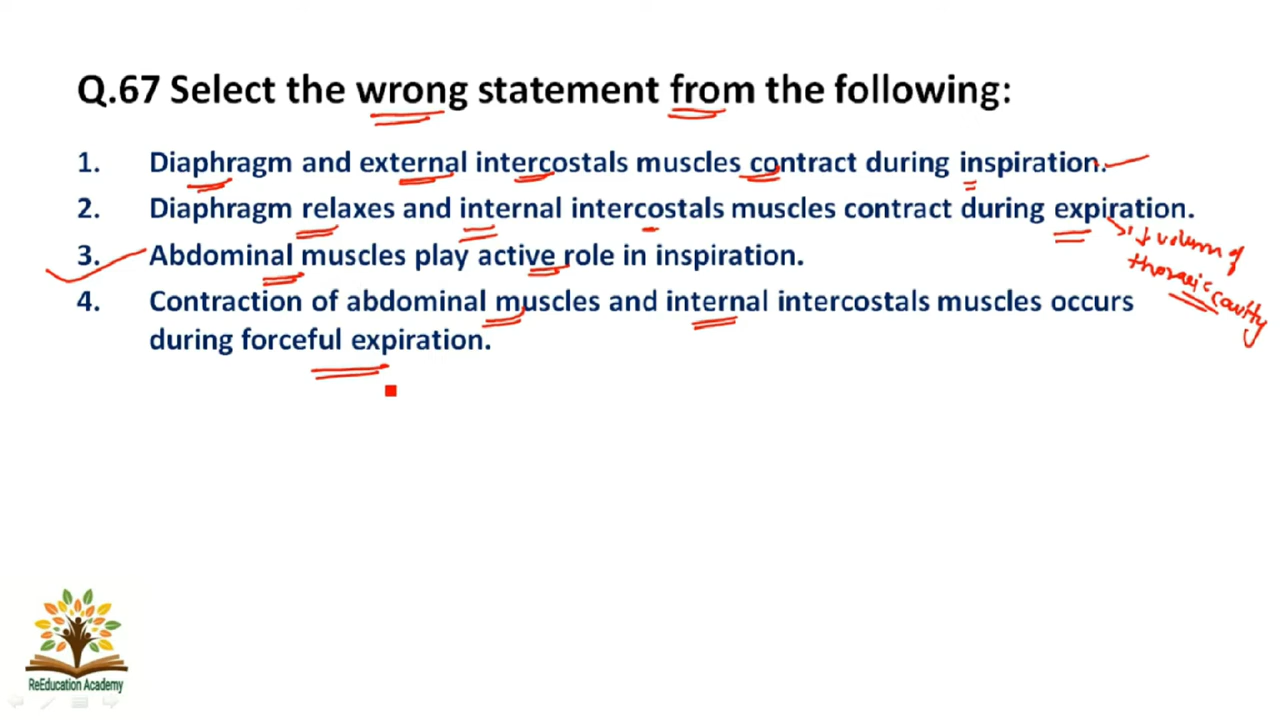 Q.67 Select the wrong statement from the following:
1. Diaphragm and external intercostals muscles contract during inspiration.
2. Diaphragm relaxes and internal intercostals muscles contract during expiration.
↓ volum of
thoracic cavity
3. Abdominal muscles play active role in inspiration.
4. Contraction of abdominal muscles and internal intercostals muscles occurs
during forceful expiration.
ReEducation Academy